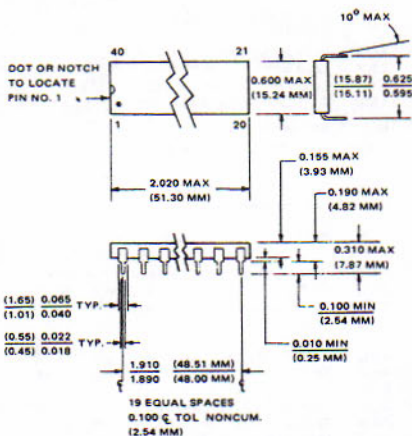 10° MAX
40 21
DOT OR NOTCH
TO LOCATE
PIN NO. 1
0.600 MAX
(15.24 MM)
(15.87) 0.625
(15.11) 0.595
1 20
2.020 MAX
(51.30 MM)
0.155 MAX
(3.93 MM)
0.190 MAX
(4.82 MM)
0.310 MAX
(7.87 MM)
(1.65) 0.065 TYP.
(1.01) 0.040
0.100 MIN
(2.54 MM)
(0.55) 0.022 TYP.
(0.45) 0.018
0.010 MIN
(0.25 MM)
1.910 (48.51 MM)
1.890 (48.00 MM)
19 EQUAL SPACES
0.100 ℄ TOL NONCUM.
(2.54 MM)